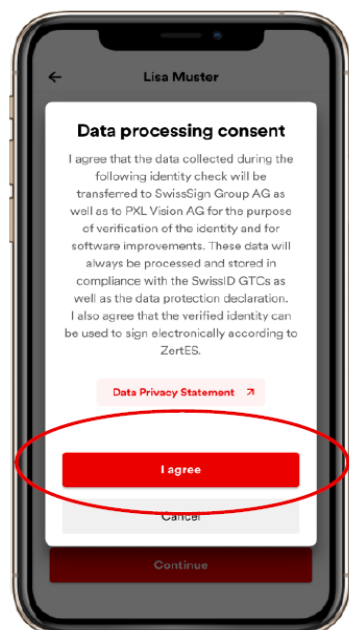 Lisa Muster
Data processing consent
I agree that the data collected during the
following identity check will be
transferred to SwissSign Group AG as
well as to PXL Vision AG for the purpose
of verification of the identity and for
software improvements. These data will
always be processed and stored in
compliance with the SwissID GTCs as
well as the data protection declaration.
I also agree that the verified identity can
be used to sign electronically according to
ZertES.
Data Privacy Statement
I agree
Cancel
Continue